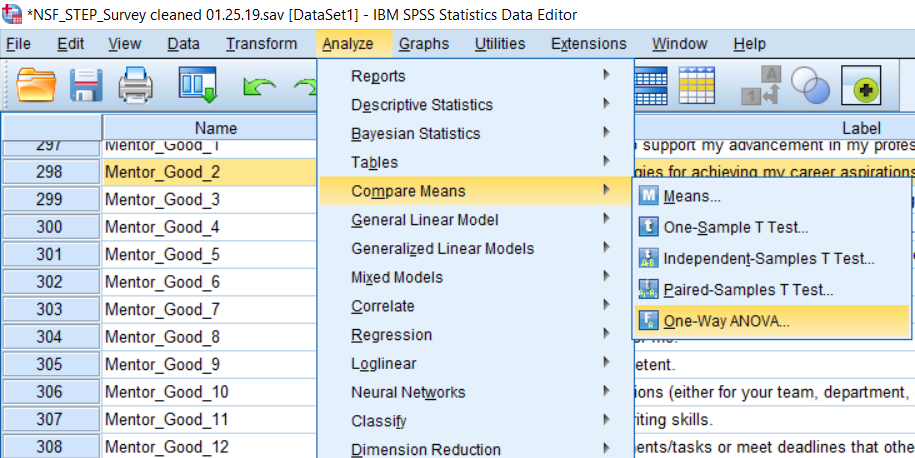 *NSF_STEP_Survey cleaned 01.25.19.sav [DataSet1] - IBM SPSS Statistics Data Editor
File Edit View Data Transform Analyze Graphs Utilities Extensions Window Help
Name
Label
297 Mentor_Good_1
support my advancement in my profes
298 Mentor_Good_2
gies for achieving my career aspirations
299 Mentor_Good_3
300 Mentor_Good_4
301 Mentor_Good_5
302 Mentor_Good_6
303 Mentor_Good_7
304 Mentor_Good_8
305 Mentor_Good_9
etent.
306 Mentor_Good_10
ions (either for your team, department,
307 Mentor_Good_11
riting skills.
308 Mentor_Good_12
ents/tasks or meet deadlines that othe
Reports
Descriptive Statistics
Bayesian Statistics
Tables
Compare Means
General Linear Model
Generalized Linear Models
Mixed Models
Correlate
Regression
Loglinear
Neural Networks
Classify
Dimension Reduction
Means...
One-Sample T Test...
Independent-Samples T Test...
Paired-Samples T Test...
One-Way ANOVA...